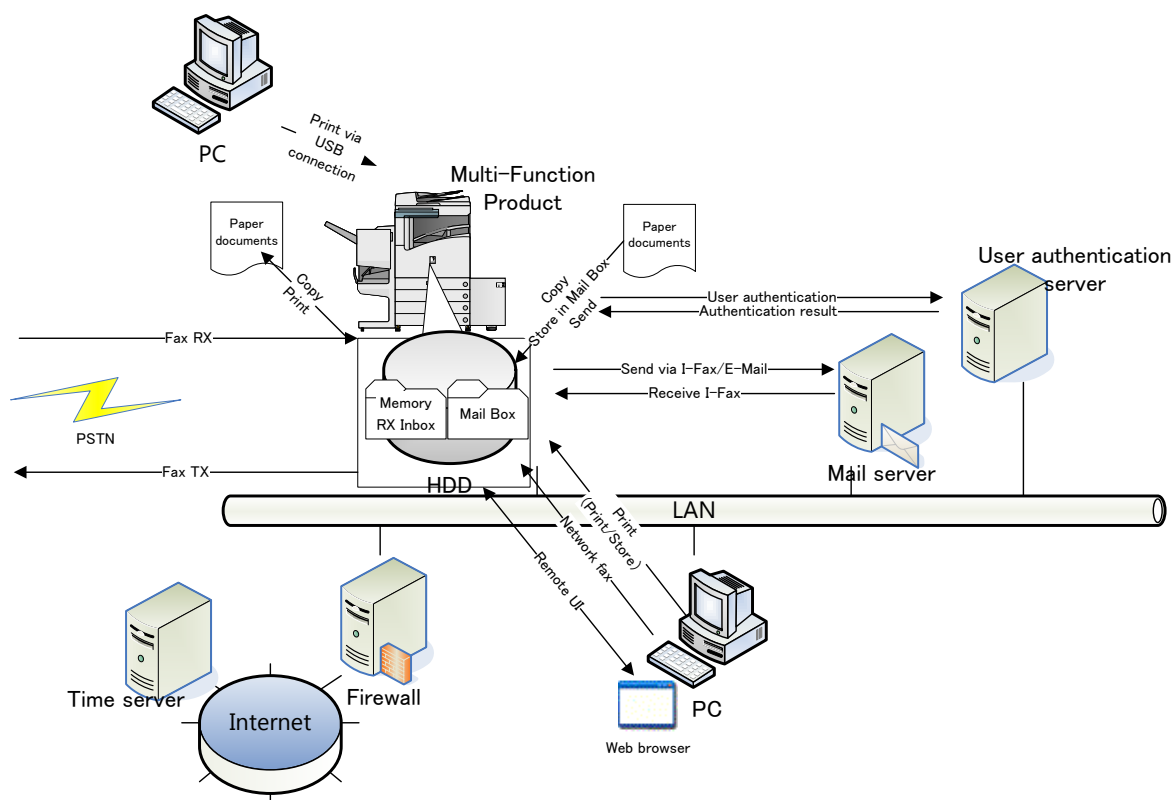 PC
Print via
USB
connection
Multi-Function
Product
Paper
documents
Copy
Print
Paper
documents
Copy
Store in Mail Box
Send
User authentication
server
User authentication
Authentication result
Fax RX
Send via I-Fax/E-Mail
Receive I-Fax
Memory
RX Inbox
Mail Box
PSTN
Fax TX
HDD
Mail server
LAN
Print
(Print/Store)
Network fax
Remote UI
Time server
Firewall
Internet
PC
Web browser